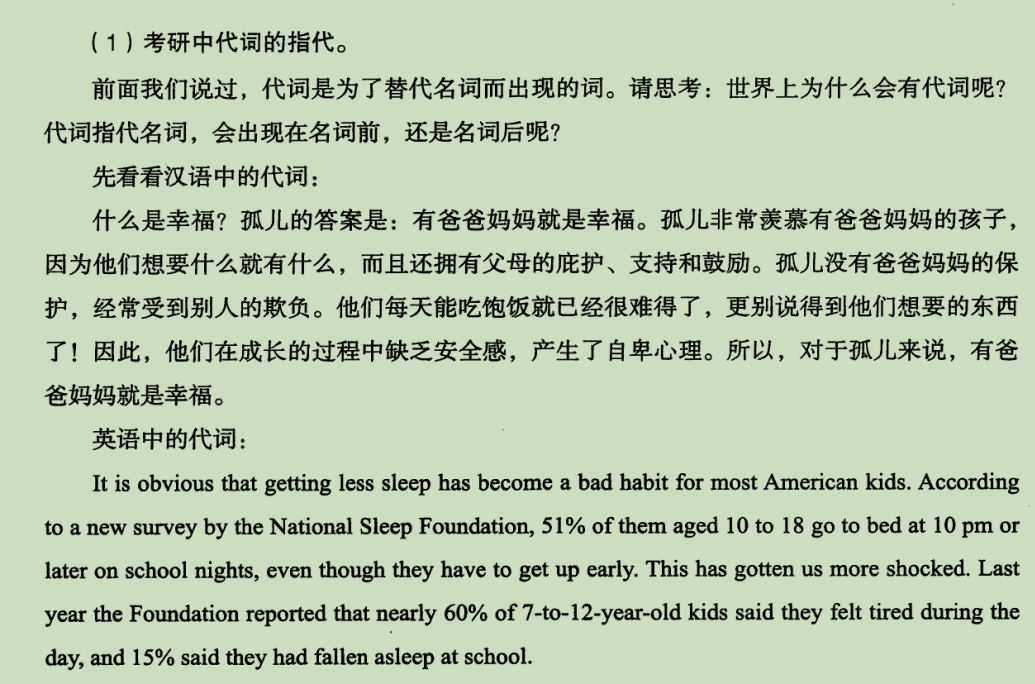 （1）考研中代词的指代。
前面我们说过，代词是为了替代名词而出现的词。请思考：世界上为什么会有代词呢？
代词指代名词，会出现在名词前，还是名词后呢？
先看看汉语中的代词：
什么是幸福？孤儿的答案是：有爸爸妈妈就是幸福。孤儿非常羡慕有爸爸妈妈的孩子，
因为他们想要什么就有什么，而且还拥有父母的庇护、支持和鼓励。孤儿没有爸爸妈妈的保
护，经常受到别人的欺负。他们每天能吃饱饭就已经很难得了，更别说得到他们想要的东西
了！因此，他们在成长的过程中缺乏安全感，产生了自卑心理。所以，对于孤儿来说，有爸
爸妈妈就是幸福。
英语中的代词：
It is obvious that getting less sleep has become a bad habit for most American kids. According
to a new survey by the National Sleep Foundation, 51% of them aged 10 to 18 go to bed at 10 pm or
later on school nights, even though they have to get up early. This has gotten us more shocked. Last
year the Foundation reported that nearly 60% of 7-to-12-year-old kids said they felt tired during the
day, and 15% said they had fallen asleep at school.